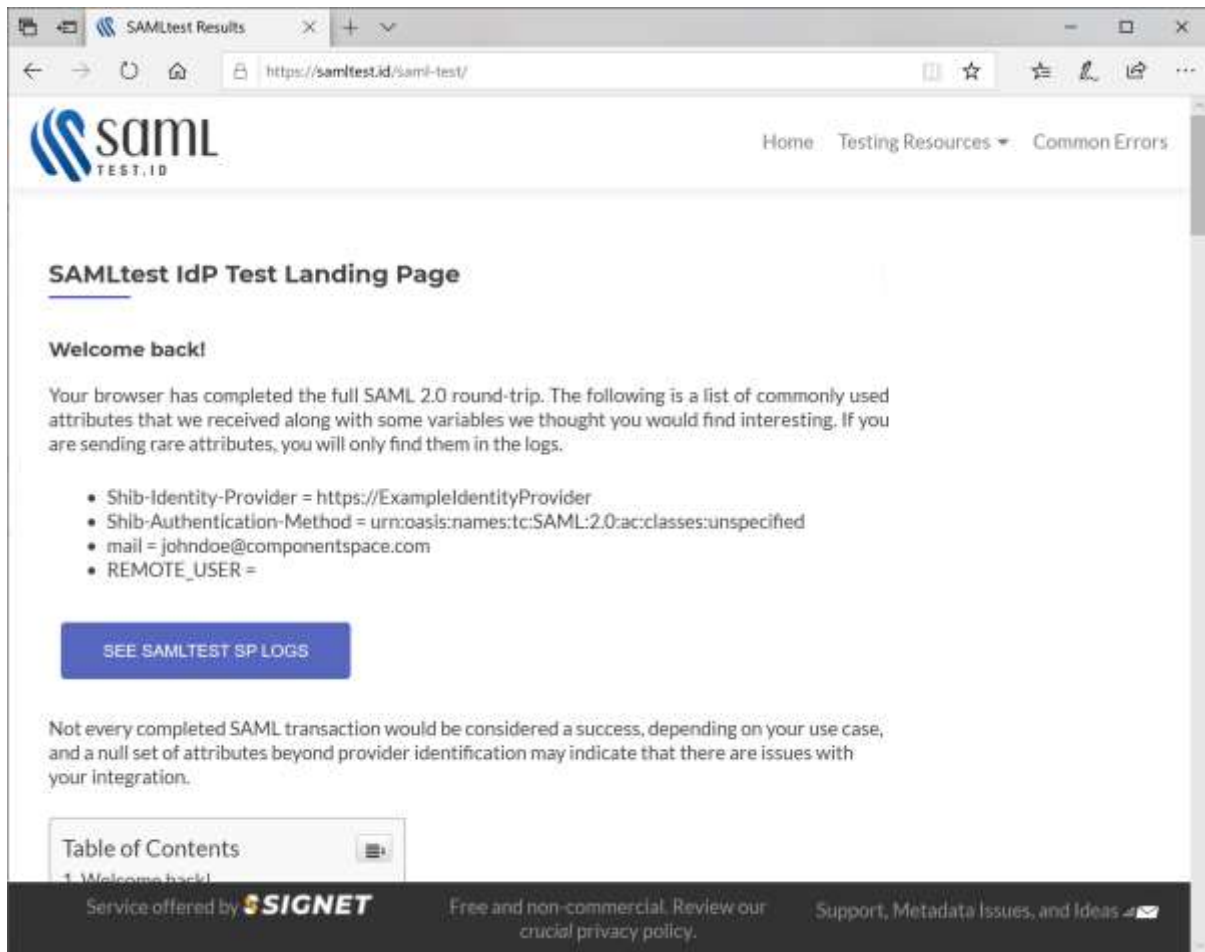 SAMLtest Results
https://samltest.id/saml-test/
saml
TEST.ID
Home Testing Resources Common Errors
SAMLtest IdP Test Landing Page
Welcome back!
Your browser has completed the full SAML 2.0 round-trip. The following is a list of commonly used
attributes that we received along with some variables we thought you would find interesting. If you
are sending rare attributes, you will only find them in the logs.
• Shib-Identity-Provider = https://ExampleIdentityProvider
• Shib-Authentication-Method = urn:oasis:names:tc:SAML:2.0:ac:classes:unspecified
• mail = johndoe@componentspace.com
• REMOTE_USER =
SEE SAMLTEST SP LOGS
Not every completed SAML transaction would be considered a success, depending on your use case,
and a null set of attributes beyond provider identification may indicate that there are issues with
your integration.
Table of Contents
1. Welcome back!
Service offered by SIGNET
Free and non-commercial. Review our
crucial privacy policy.
Support, Metadata Issues, and Ideas